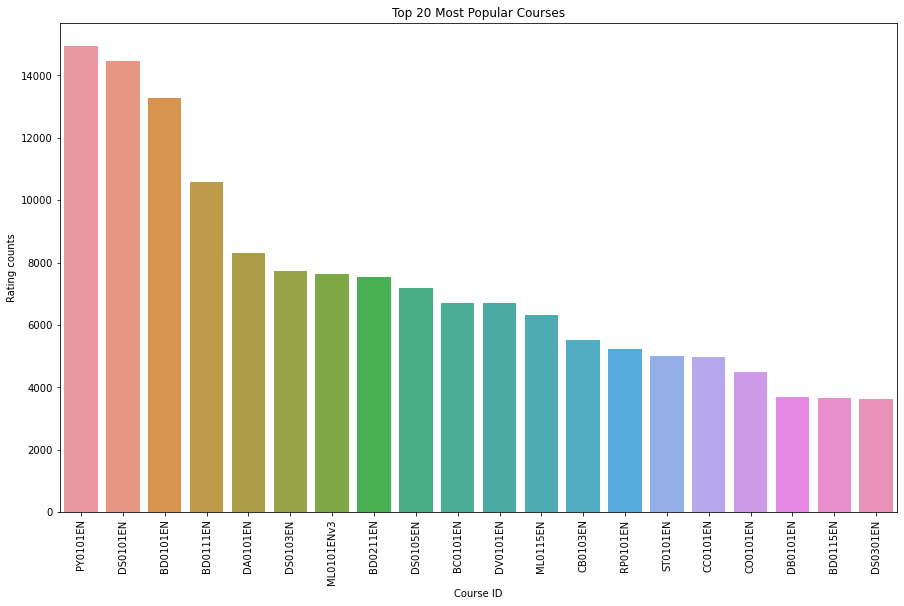 Top 20 Most Popular Courses
Rating counts
14000
12000
10000
8000
6000
4000
2000
0
PY0101EN
DS0101EN
BD0101EN
BD0111EN
DA0101EN
DS0103EN
ML0101ENv3
BD0211EN
DS0105EN
BC0101EN
DV0101EN
ML0115EN
CB0103EN
RP0101EN
ST0101EN
CC0101EN
CO0101EN
DB0101EN
BD0115EN
DS0301EN
Course ID